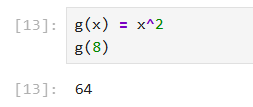 [13]: g(x) = x^2
g(8)
[13]: 64